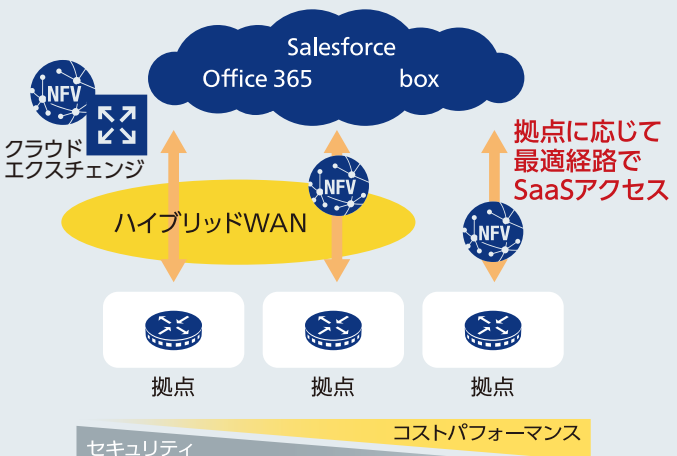 Salesforce
Office 365 box
NFV
クラウド
エクスチェンジ
拠点に応じて
最適経路で
SaaSアクセス
NFV
ハイブリッドWAN
NFV
拠点
拠点
拠点
コストパフォーマンス
セキュリティ